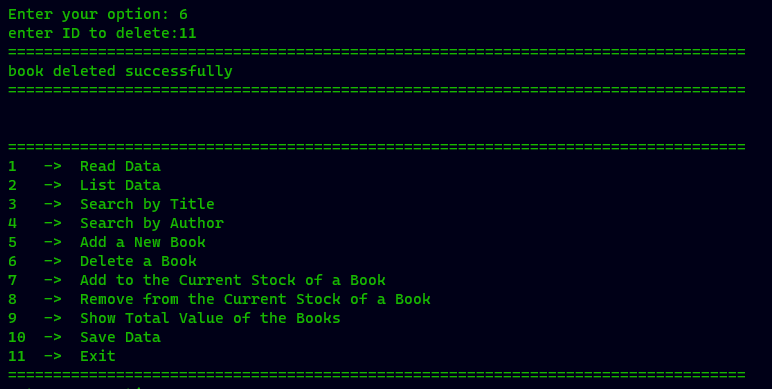 Enter your option: 6
enter ID to delete:11
==================================================================================
book deleted successfully
==================================================================================
==================================================================================
1   -> Read Data
2   -> List Data
3   -> Search by Title
4   -> Search by Author
5   -> Add a New Book
6   -> Delete a Book
7   -> Add to the Current Stock of a Book
8   -> Remove from the Current Stock of a Book
9   -> Show Total Value of the Books
10  -> Save Data
11  -> Exit
==================================================================================